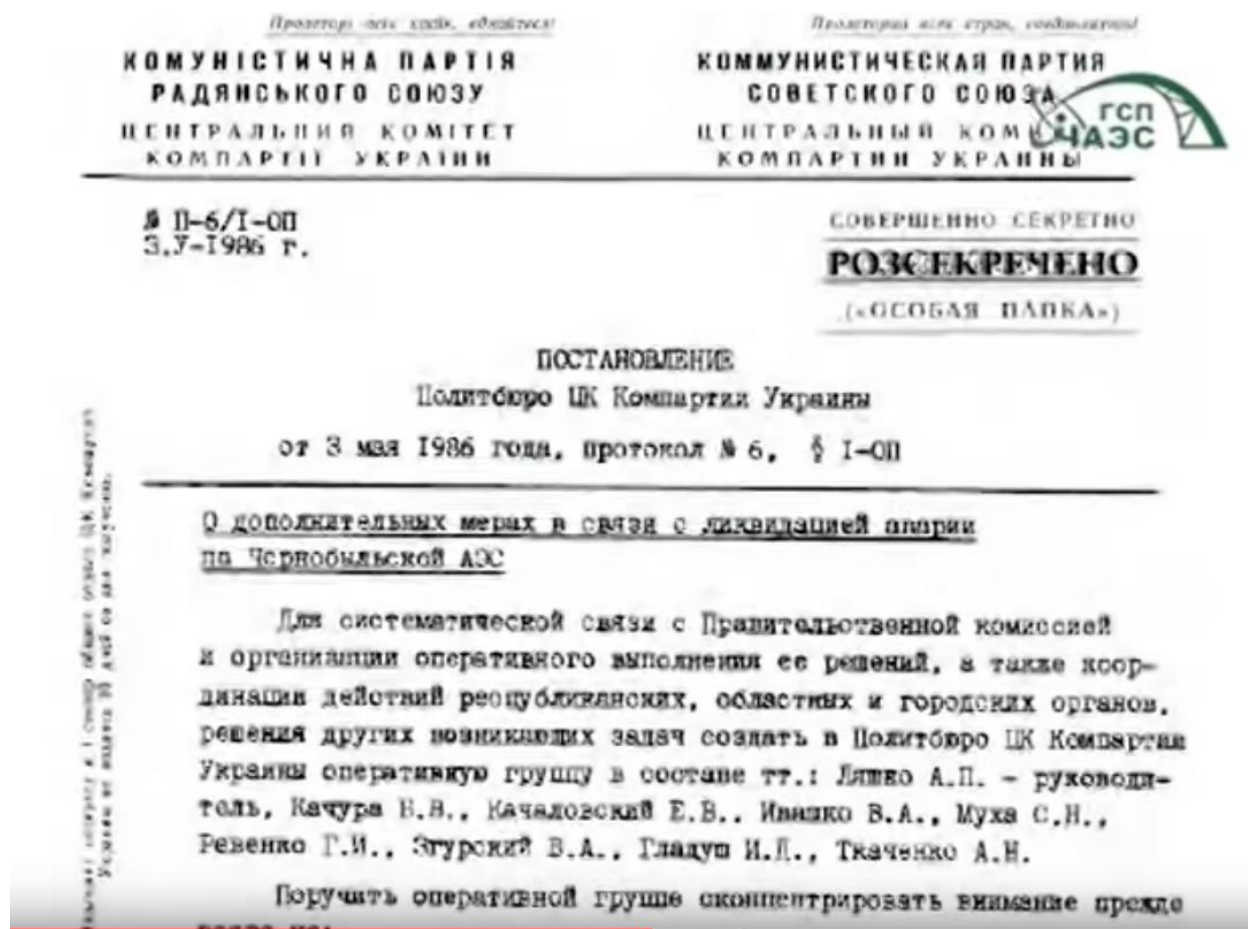 Пролетарі всіх країн, єднайтеся!
КОМУНІСТИЧНА ПАРТІЯ
РАДЯНСЬКОГО СОЮЗУ
ЦЕНТРАЛЬНИЙ КОМІТЕТ
КОМПАРТІЇ УКРАЇНИ
Пролетарии всех стран, соединяйтесь!
КОММУНИСТИЧЕСКАЯ ПАРТИЯ
СОВЕТСКОГО СОЮЗА
ЦЕНТРАЛЬНЫЙ
КОМПАРТИИ УКРАИНЫ
ГСП
ЧАЭС
№ П-6/I-ОП
3.У-1986 г.
СОВЕРШЕННО СЕКРЕТНО
РОЗСЕКРЕЧЕНО
(«ОСОБАЯ ПАПКА»)
ПОСТАНОВЛЕНИЕ
Политбюро ЦК Компартии Украины
от 3 мая 1986 года, протокол № 6, § I-ОП
О дополнительных мерах в связи с ликвидацией аварии
на Чернобыльской АЭС
Для систематической связи с Правительственной комиссией
и организации оперативного выполнения ее решений, а также коор-
динации действий республиканских, областных и городских органов,
решения других возникающих задач создать в Политбюро ЦК Компартии
Украины оперативную группу в составе тт.: Ляшко А.П. - руководи-
тель, Качура Б.В., Качаловский Е.В., Ивашко В.А., Муха С.Н.,
Ревенко Г.И., Згурский В.А., Гладуш И.Д., Ткаченко А.Н.
Поручить оперативной группе сконцентрировать внимание прежде